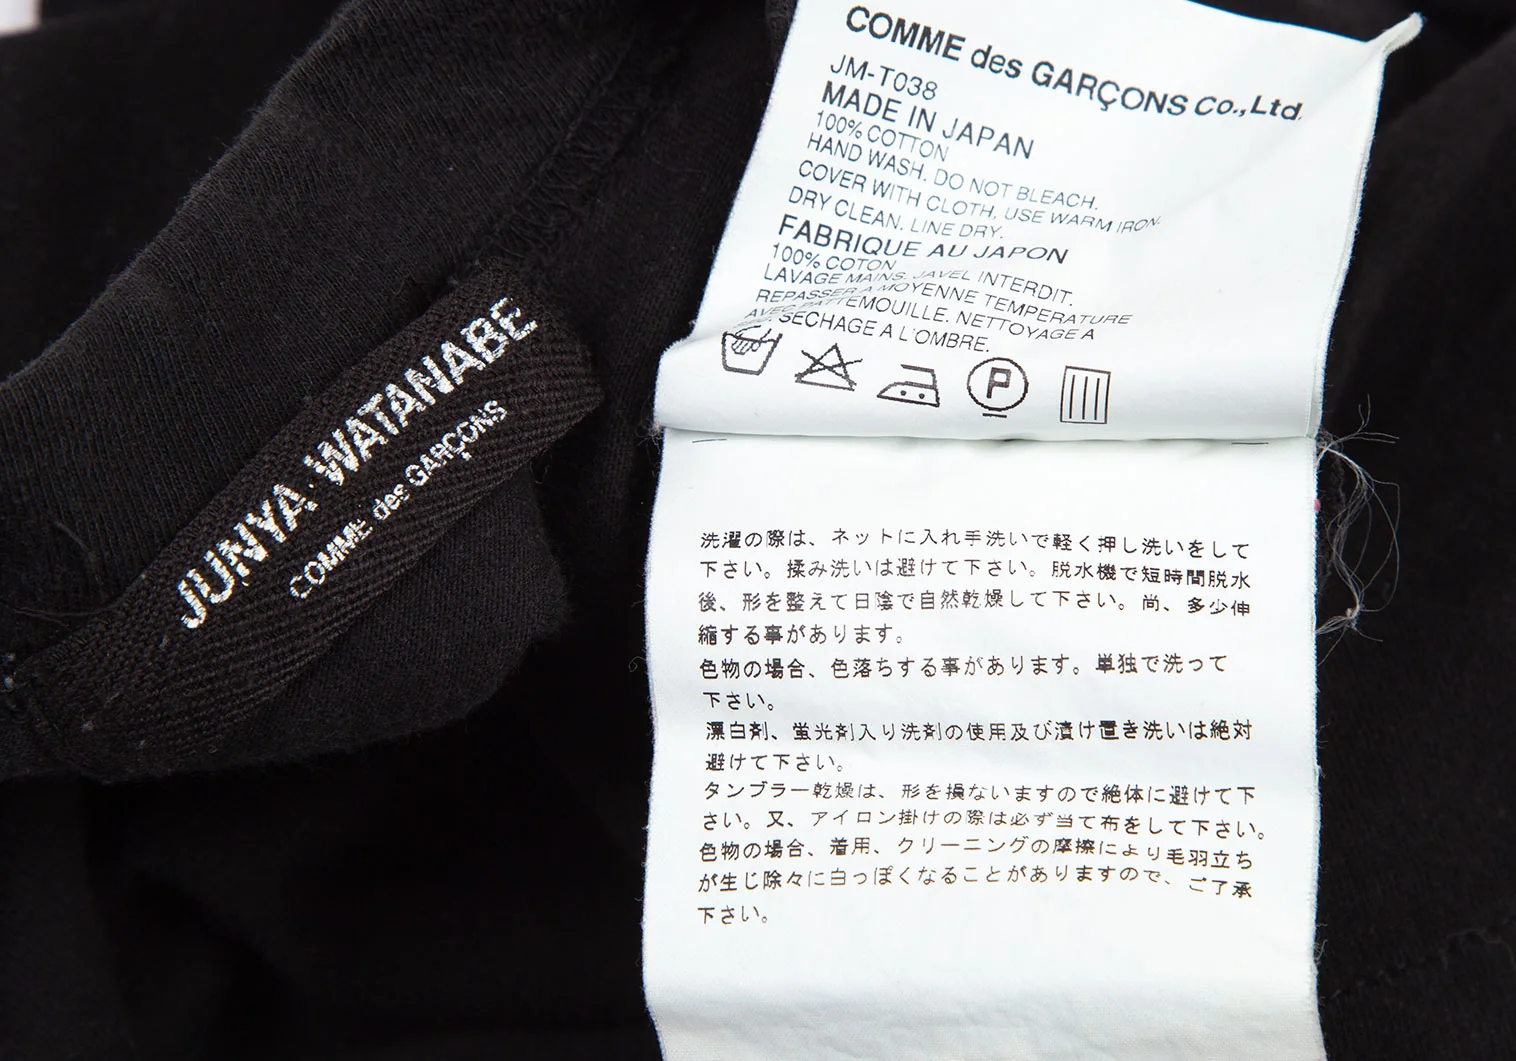 JUNYA WATANABE
COMME des GARÇONS
COMME des GARÇONS Co.,Ltd.
JM-T038
MADE IN JAPAN
100% COTTON
HAND WASH. DO NOT BLEACH.
COVER WITH CLOTH, USE WARM IRON.
DRY CLEAN. LINE DRY.
FABRIQUE AU JAPON
100% COTON
LAVAGE MAINS. JAVEL INTERDIT.
REPASSER A MOYENNE TEMPERATURE
AVEC PATTEMOUILLE. NETTOYAGE A
SEC. SECHAGE A L'OMBRE.
P
洗濯の際は、ネットに入れ手洗いで軽く押し洗いをして
下さい。揉み洗いは避けて下さい。脱水機で短時間脱水
後、形を整えて日陰で自然乾燥して下さい。尚、多少伸
縮する事があります。
色物の場合、色落ちする事があります。単独で洗って
下さい。
漂白剤、蛍光剤入り洗剤の使用及び漬け置き洗いは絶対
避けて下さい。
タンブラー乾燥は、形を損ないますので絶体に避けて下
さい。又、アイロン掛けの際は必ず当て布をして下さい。
色物の場合、着用、クリーニングの摩擦により毛羽立ち
が生じ除々に白っぽくなることがありますので、ご了承
下さい。